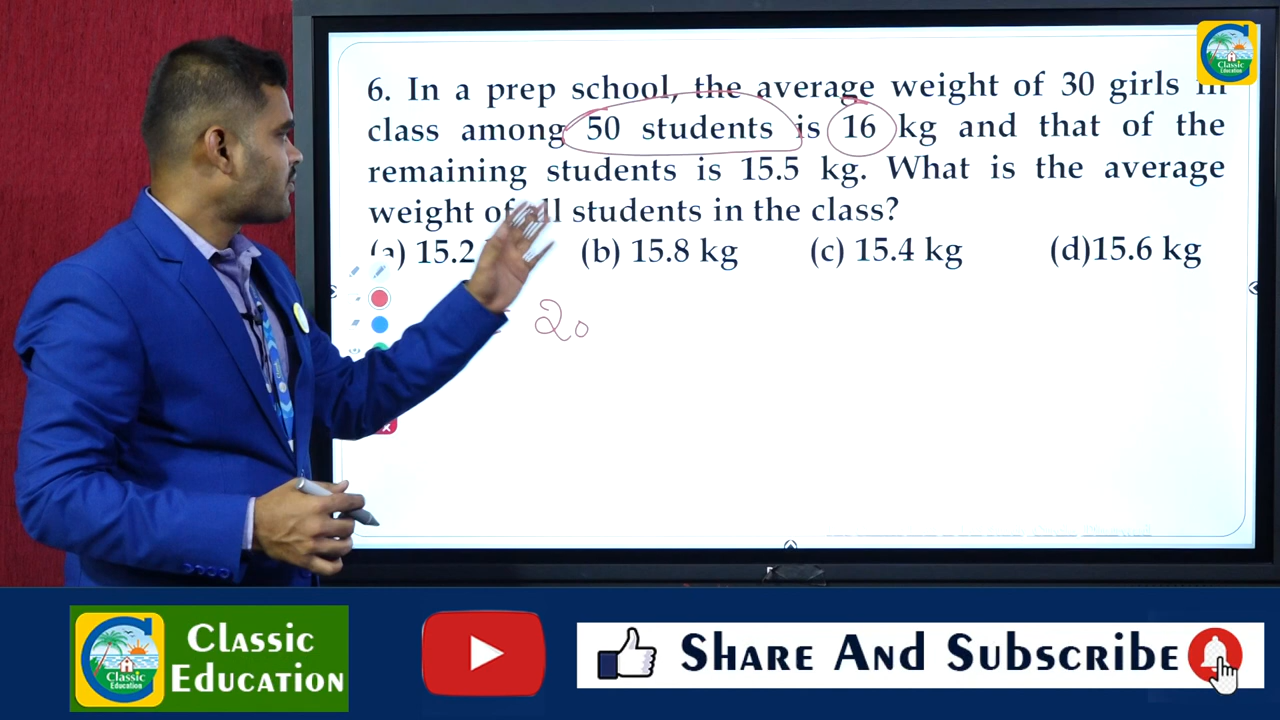 Classic
Education
6. In a prep school, the average weight of 30 girls in
class among 50 students is 16 kg and that of the
remaining students is 15.5 kg. What is the average
weight of all students in the class?
(a) 15.2 (b) 15.8 kg (c) 15.4 kg (d)15.6 kg
20
Classic
Education
CLASSIC
EDUCATION
SHARE AND SUBSCRIBE